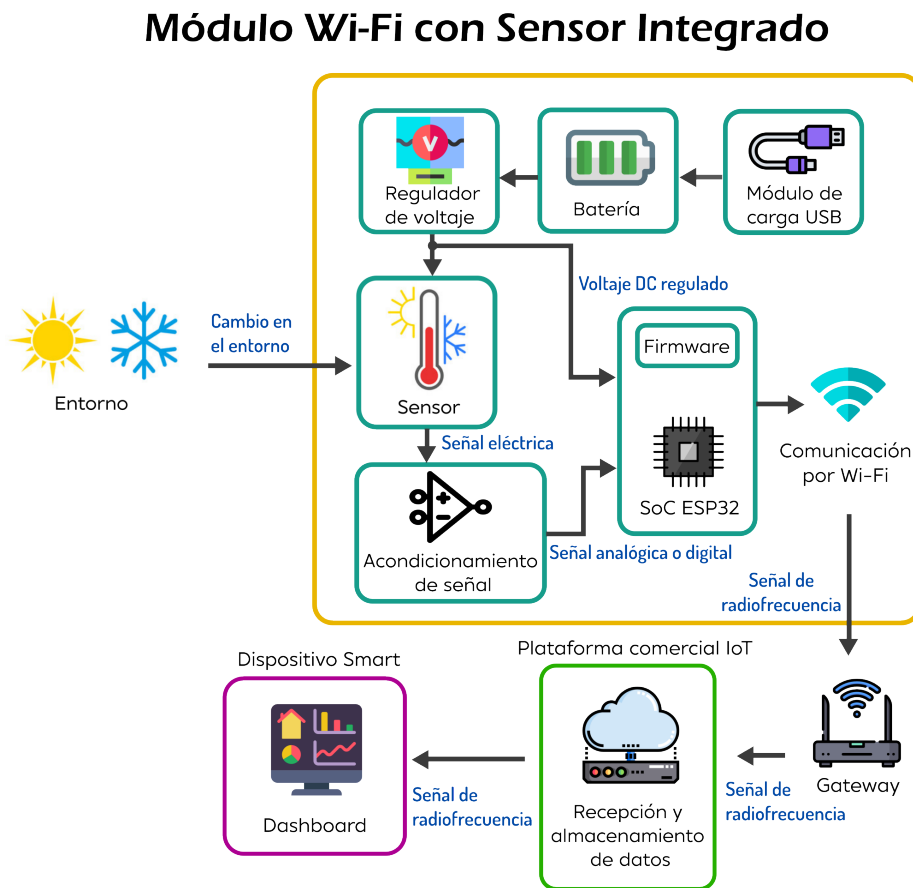 Módulo Wi-Fi con Sensor Integrado
V
Regulador
de voltaje
Batería
Módulo de
carga USB
Voltaje DC regulado
Cambio en
el entorno
Entorno
Sensor
Firmware
SoC ESP32
Comunicación
por Wi-Fi
Señal eléctrica
Acondicionamiento
de señal
Señal analógica o digital
Señal de
radiofrecuencia
Dispositivo Smart
Dashboard
Señal de
radiofrecuencia
Plataforma comercial IoT
Recepción y
almacenamiento
de datos
Señal de
radiofrecuencia
Gateway